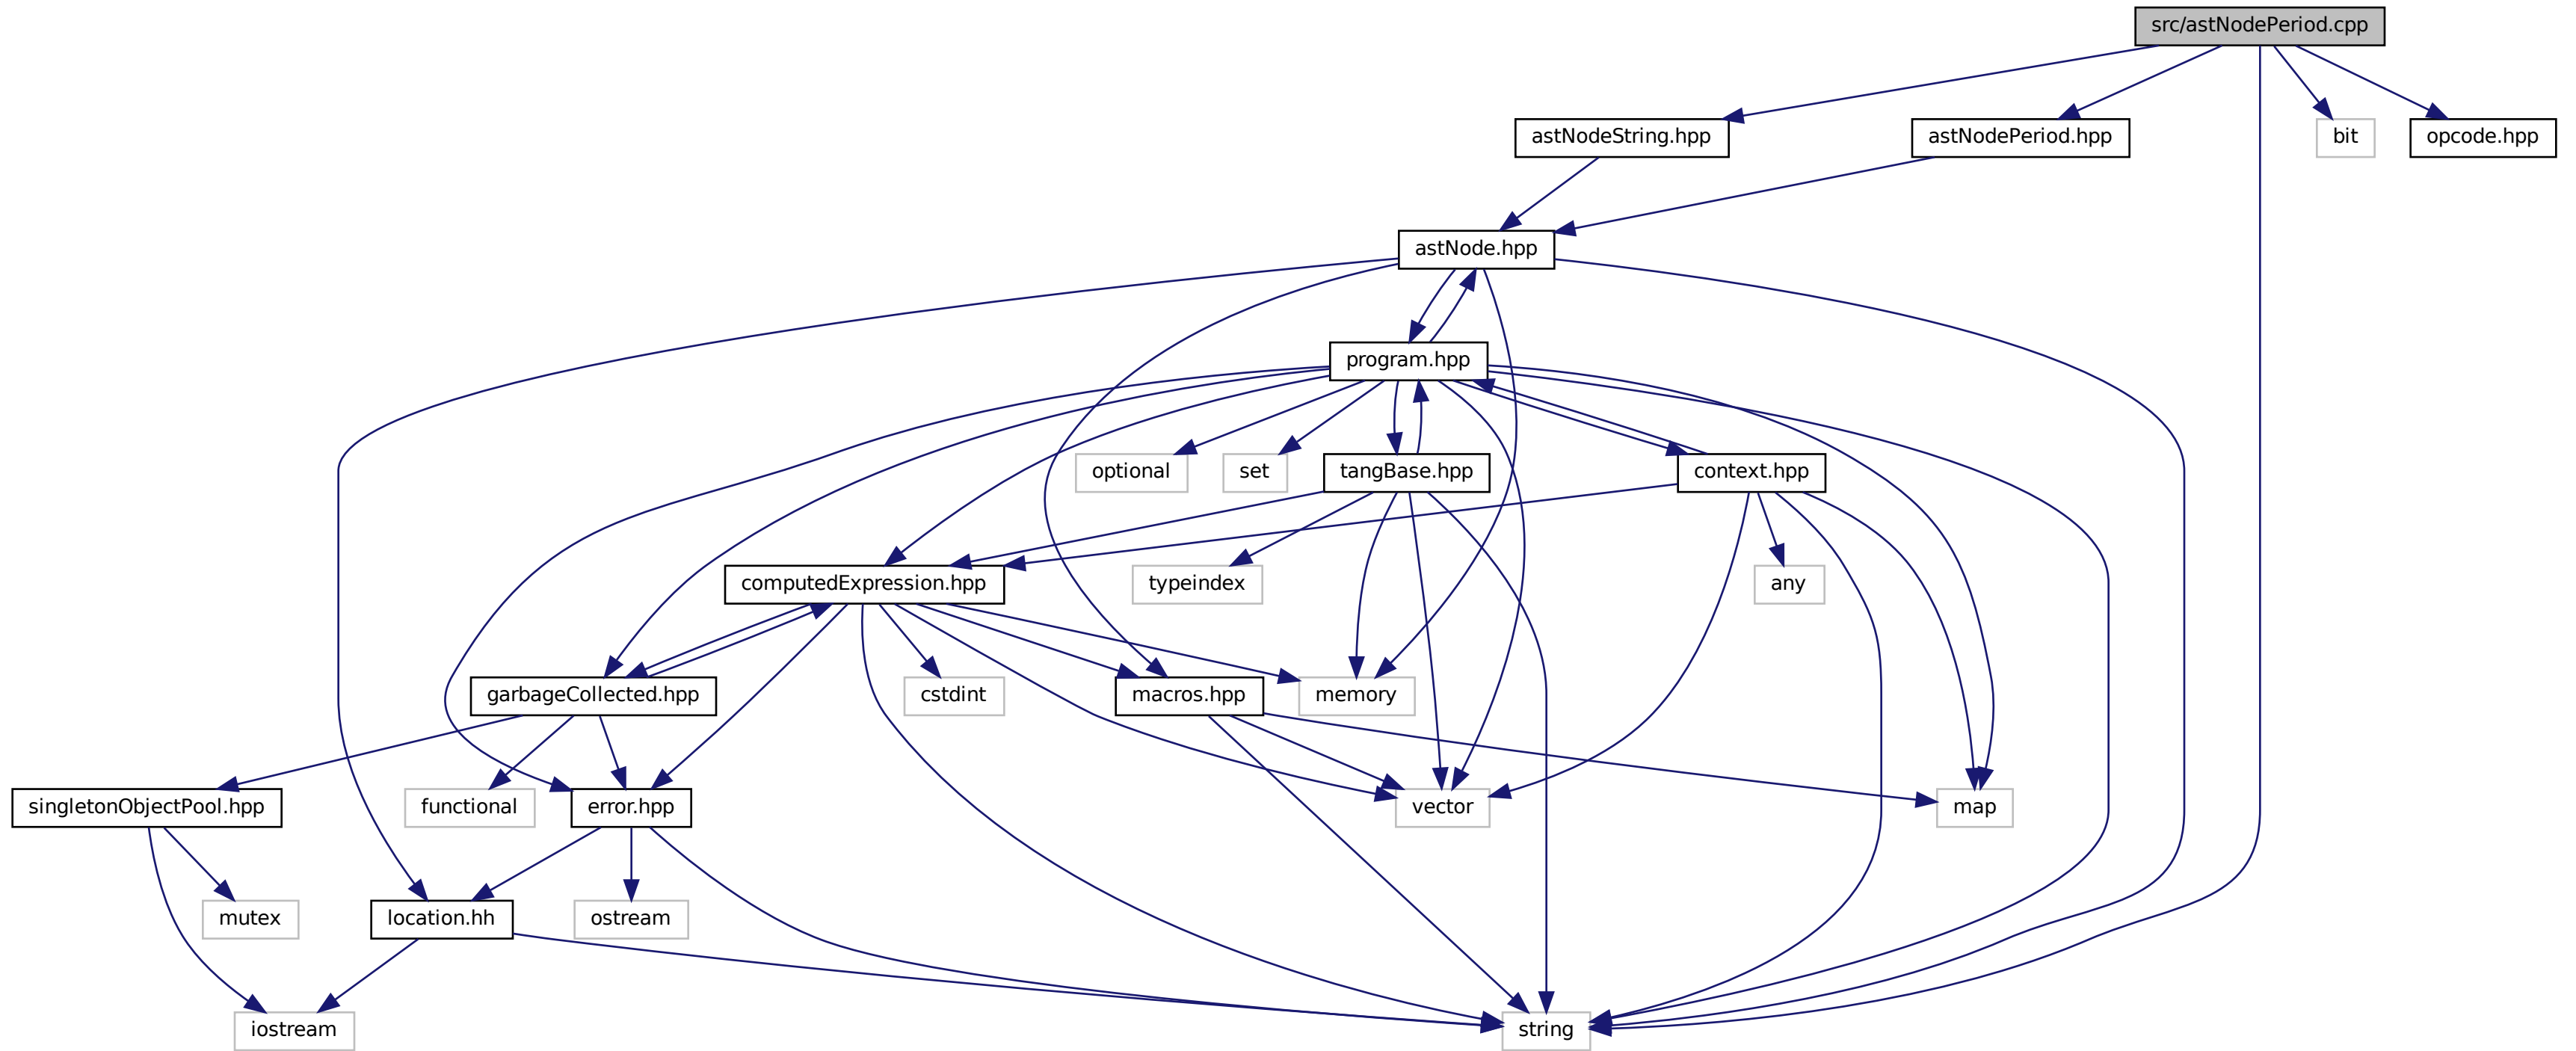 src/astNodePeriod.cpp
astNodeString.hpp
astNodePeriod.hpp
bit
opcode.hpp
astNode.hpp
program.hpp
optional
set
tangBase.hpp
context.hpp
computedExpression.hpp
typeindex
any
garbageCollected.hpp
cstdint
macros.hpp
memory
singletonObjectPool.hpp
functional
error.hpp
vector
map
mutex
location.hh
ostream
iostream
string